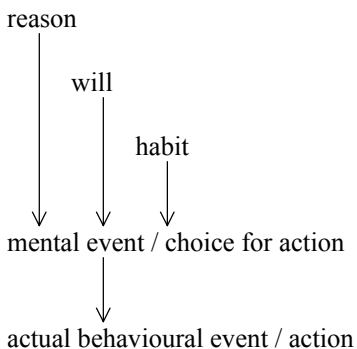 reason
will
habit
mental event / choice for action
actual behavioural event / action